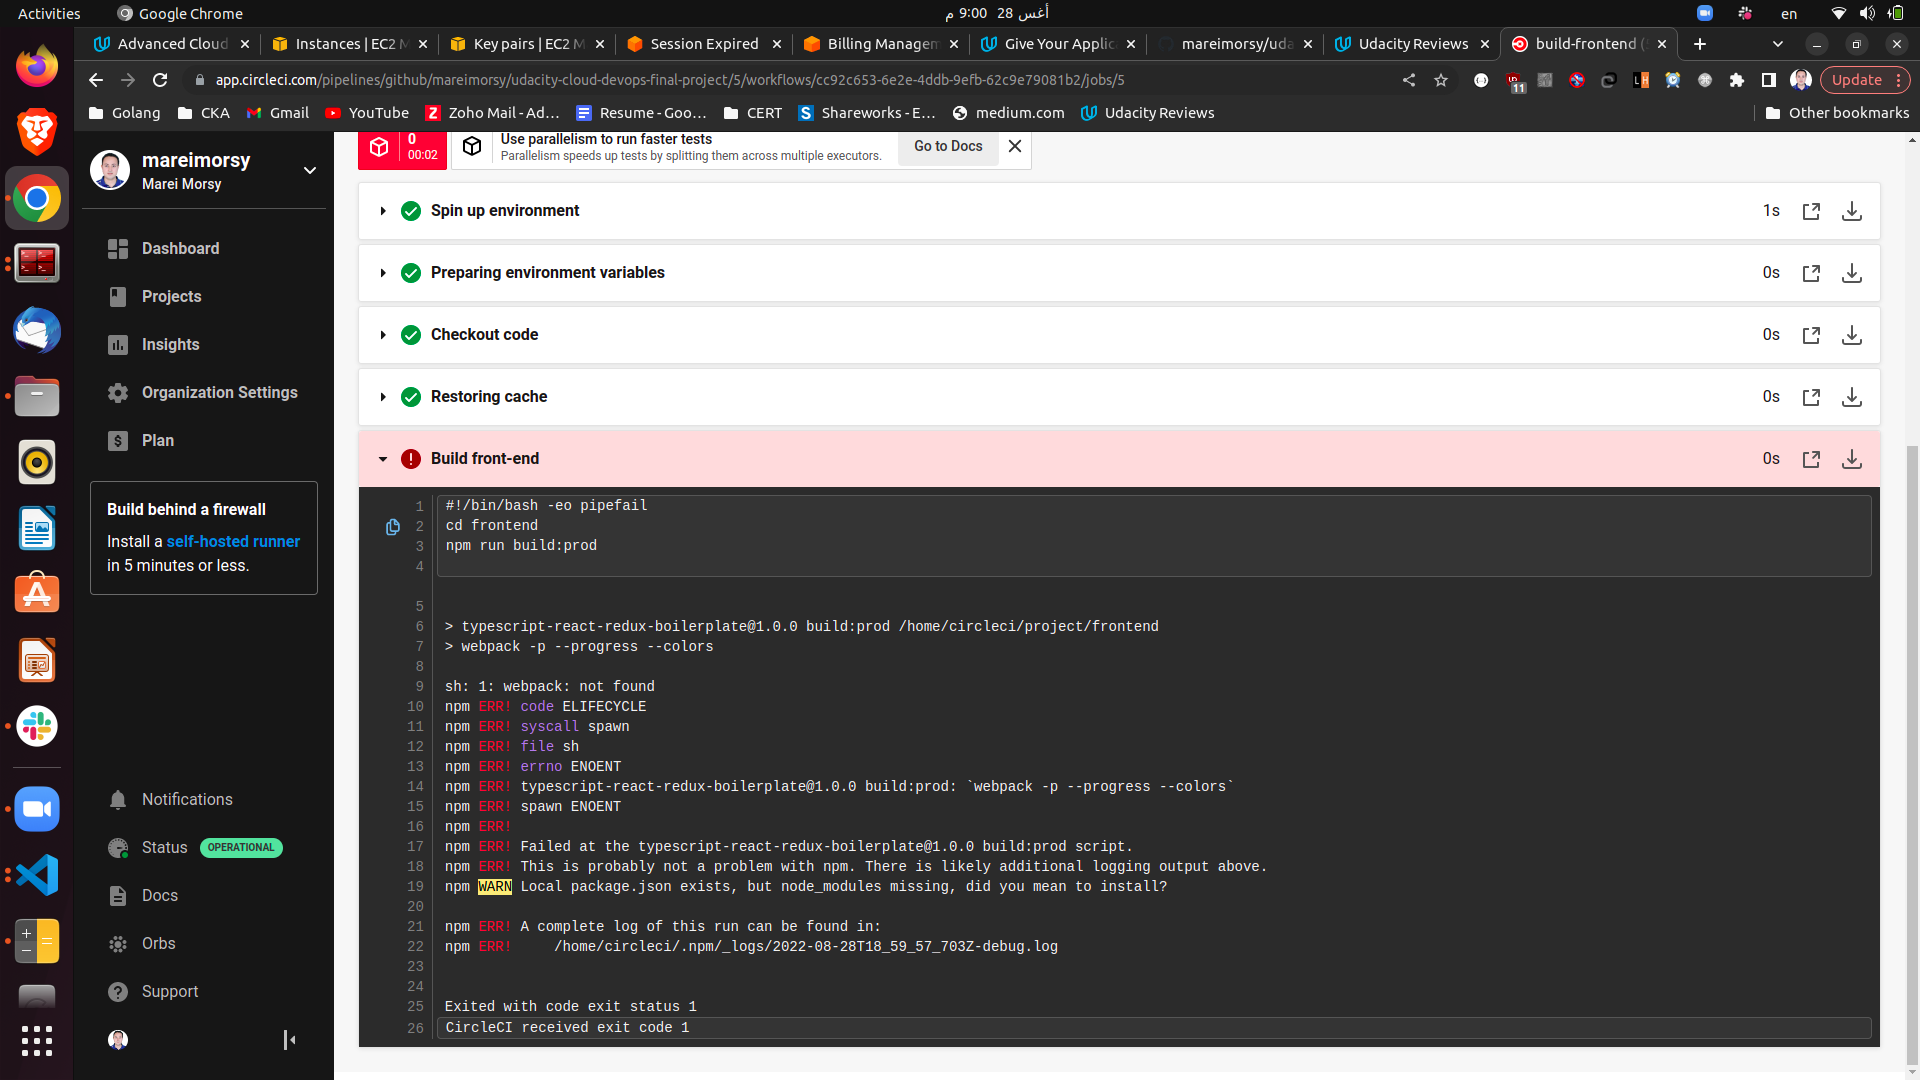 Activities
Google Chrome
أغس 28 9:00 م
en
Advanced Cloud
Instances | EC2 M
Key pairs | EC2 M
Session Expired
Billing Managem
Give Your Applic
mareimorsy/uda
Udacity Reviews
build-frontend (
app.circleci.com/pipelines/github/mareimorsy/udacity-cloud-devops-final-project/5/workflows/cc92c653-6e2e-4ddb-9efb-62c9e79081b2/jobs/5
11
Update
Golang
CKA
Gmail
YouTube
Zoho Mail - Ad...
Resume - Goo...
CERT
Shareworks - E...
medium.com
Udacity Reviews
Other bookmarks
mareimorsy
Marei Morsy
Dashboard
Projects
Insights
Organization Settings
Plan
Build behind a firewall
Install a self-hosted runner
in 5 minutes or less.
Notifications
Status OPERATIONAL
Docs
Orbs
Support
0
00:02
Use parallelism to run faster tests
Parallelism speeds up tests by splitting them across multiple executors.
Go to Docs
Spin up environment 1s
Preparing environment variables 0s
Checkout code 0s
Restoring cache 0s
Build front-end 0s
1 #!/bin/bash -eo pipefail
2 cd frontend
3 npm run build:prod
4
5
6 > typescript-react-redux-boilerplate@1.0.0 build:prod /home/circleci/project/frontend
7 > webpack -p --progress --colors
8
9 sh: 1: webpack: not found
10 npm ERR! code ELIFECYCLE
11 npm ERR! syscall spawn
12 npm ERR! file sh
13 npm ERR! errno ENOENT
14 npm ERR! typescript-react-redux-boilerplate@1.0.0 build:prod: `webpack -p --progress --colors`
15 npm ERR! spawn ENOENT
16 npm ERR!
17 npm ERR! Failed at the typescript-react-redux-boilerplate@1.0.0 build:prod script.
18 npm ERR! This is probably not a problem with npm. There is likely additional logging output above.
19 npm WARN Local package.json exists, but node_modules missing, did you mean to install?
20
21 npm ERR! A complete log of this run can be found in:
22 npm ERR!     /home/circleci/.npm/_logs/2022-08-28T18_59_57_703Z-debug.log
23
24
25 Exited with code exit status 1
26 CircleCI received exit code 1